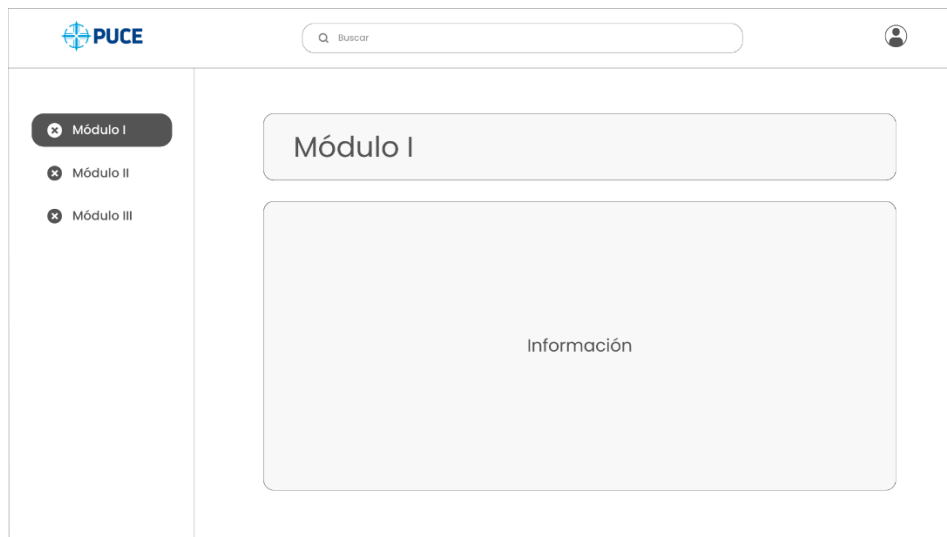 PUCE
Buscar
Módulo I
Módulo II
Módulo III
Módulo I
Información